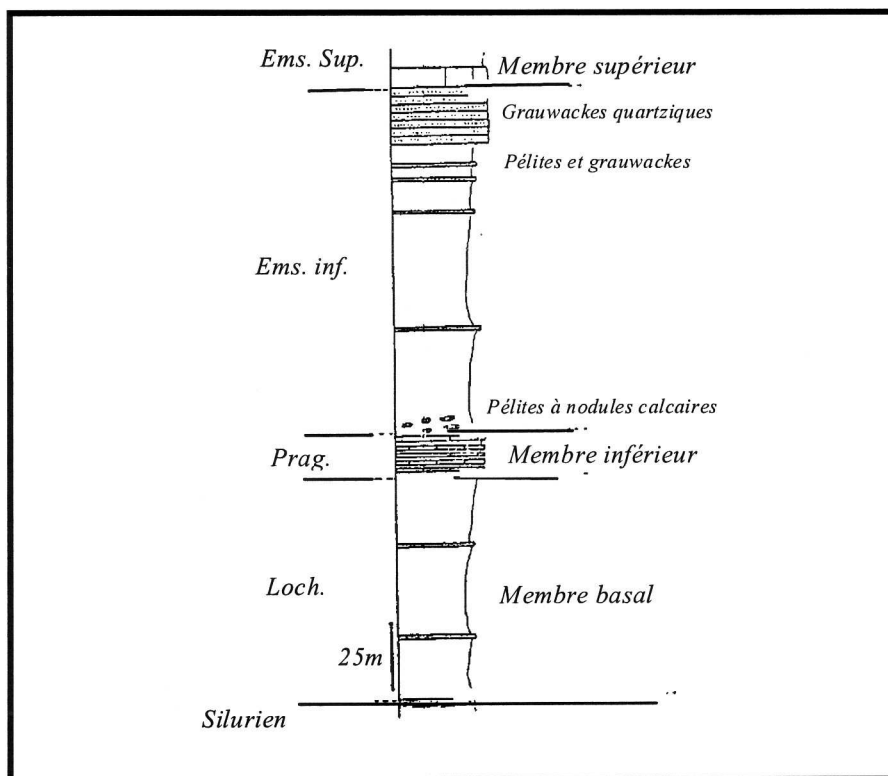 Ems. Sup.
Membre supérieur
Grauwackes quartziques
Pélites et grauwackes
Ems. inf.
Pélites à nodules calcaires
Prag.
Membre inférieur
Loch.
Membre basal
25m
Silurien